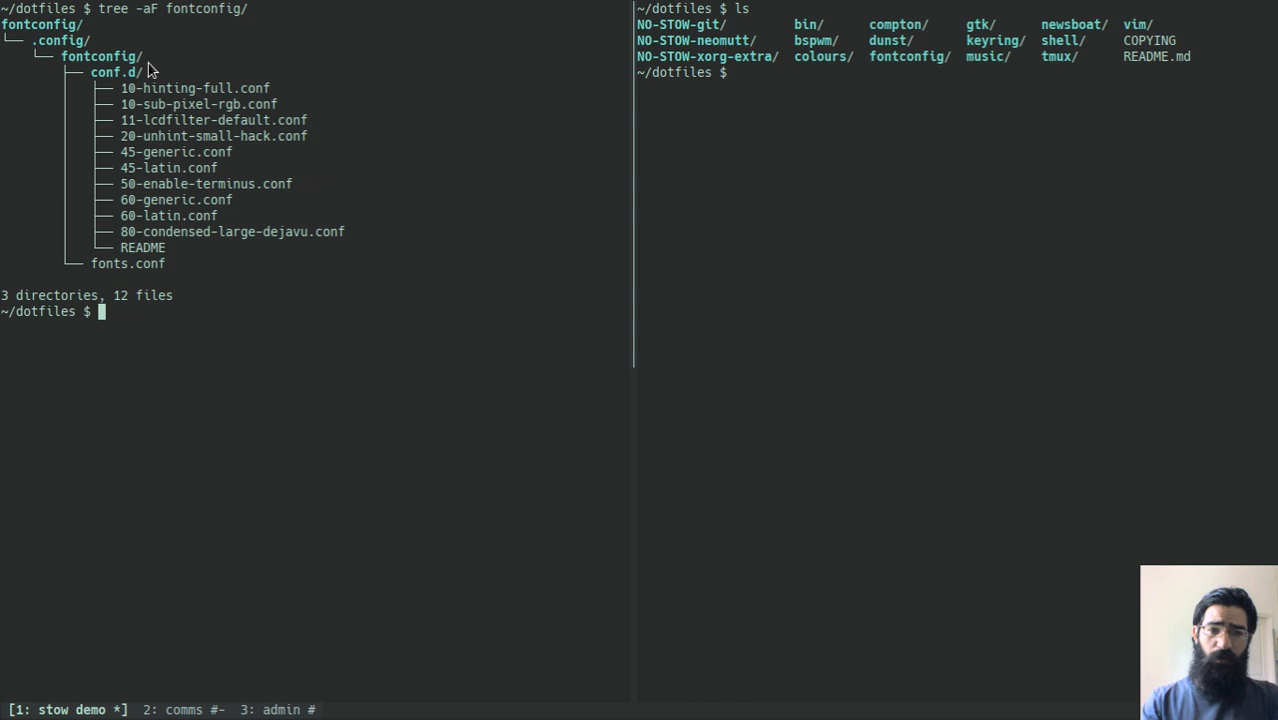 ~/dotfiles $ tree -aF fontconfig/
fontconfig/
└── .config/
    └── fontconfig/
        ├── conf.d/
        │   ├── 10-hinting-full.conf
        │   ├── 10-sub-pixel-rgb.conf
        │   ├── 11-lcdfilter-default.conf
        │   ├── 20-unhint-small-hack.conf
        │   ├── 45-generic.conf
        │   ├── 45-latin.conf
        │   ├── 50-enable-terminus.conf
        │   ├── 60-generic.conf
        │   ├── 60-latin.conf
        │   ├── 80-condensed-large-dejavu.conf
        │   └── README
        └── fonts.conf
3 directories, 12 files
~/dotfiles $
~/dotfiles $ ls
NO-STOW-git/ bin/ compton/ gtk/ newsboat/ vim/
NO-STOW-neomutt/ bspwm/ dunst/ keyring/ shell/ COPYING
NO-STOW-xorg-extra/ colours/ fontconfig/ music/ tmux/ README.md
~/dotfiles $
[1: stow demo *] 2: comms #- 3: admin #